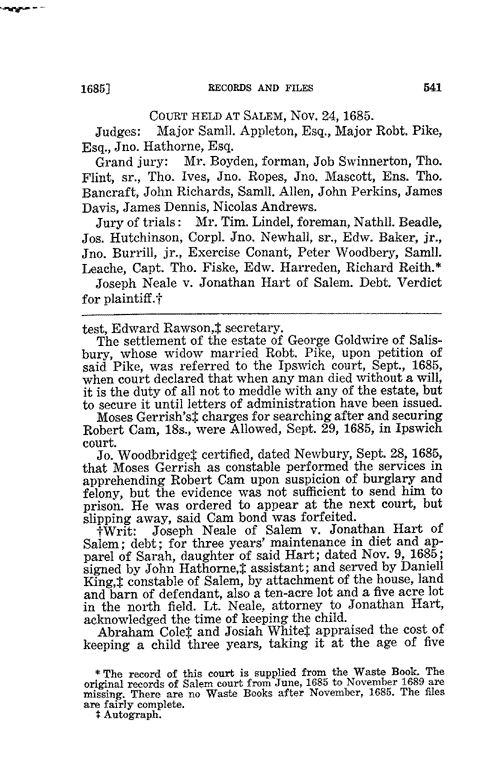 1685] RECORDS AND FILES 541
COURT HELD AT SALEM, NOV. 24, 1685.
Judges: Major Samll. Appleton, Esq., Major Robt. Pike,
Esq., Jno. Hathorne, Esq.
Grand jury: Mr. Boyden, forman, Job Swinnerton, Tho.
Flint, sr., Tho. Ives, Jno. Ropes, Jno. Mascott, Ens. Tho.
Bancraft, John Richards, Samll. Allen, John Perkins, James
Davis, James Dennis, Nicolas Andrews.
Jury of trials: Mr. Tim. Lindel, foreman, Nathll. Beadle,
Jos. Hutchinson, Corpl. Jno. Newhall, sr., Edw. Baker, jr.,
Jno. Burrill, jr., Exercise Conant, Peter Woodbery, Samll.
Leache, Capt. Tho. Fiske, Edw. Harreden, Richard Reith.*
Joseph Neale v. Jonathan Hart of Salem. Debt. Verdict
for plaintiff.†
test, Edward Rawson,‡ secretary.
The settlement of the estate of George Goldwire of Salis-
bury, whose widow married Robt. Pike, upon petition of
said Pike, was referred to the Ipswich court, Sept., 1685,
when court declared that when any man died without a will,
it is the duty of all not to meddle with any of the estate, but
to secure it until letters of administration have been issued.
Moses Gerrish's‡ charges for searching after and securing
Robert Cam, 18s., were Allowed, Sept. 29, 1685, in Ipswich
court.
Jo. Woodbridge‡ certified, dated Newbury, Sept. 28, 1685,
that Moses Gerrish as constable performed the services in
apprehending Robert Cam upon suspicion of burglary and
felony, but the evidence was not sufficient to send him to
prison. He was ordered to appear at the next court, but
slipping away, said Cam bond was forfeited.
†Writ: Joseph Neale of Salem v. Jonathan Hart of
Salem; debt; for three years' maintenance in diet and ap-
parel of Sarah, daughter of said Hart; dated Nov. 9, 1685;
signed by John Hathorne,‡ assistant; and served by Daniell
King,‡ constable of Salem, by attachment of the house, land
and barn of defendant, also a ten-acre lot and a five acre lot
in the north field. Lt. Neale, attorney to Jonathan Hart,
acknowledged the time of keeping the child.
Abraham Cole‡ and Josiah White‡ appraised the cost of
keeping a child three years, taking it at the age of five
* The record of this court is supplied from the Waste Book. The
original records of Salem court from June, 1685 to November 1689 are
missing. There are no Waste Books after November, 1685. The files
are fairly complete.
‡ Autograph.